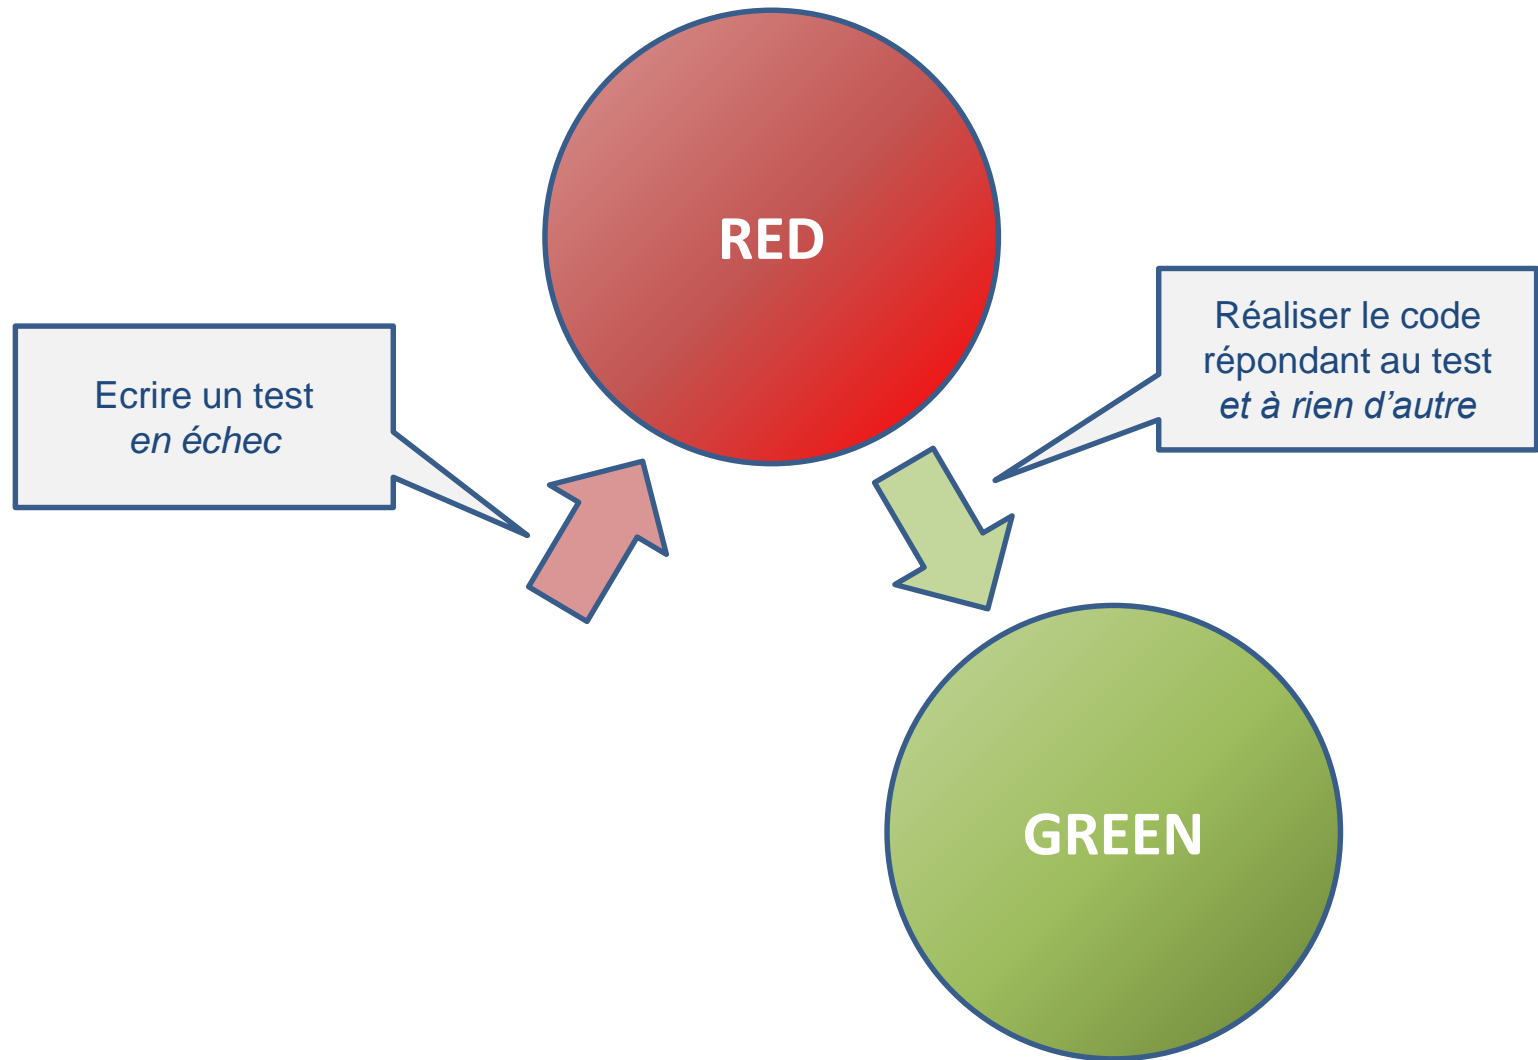 RED
Ecrire un test
en échec
Réaliser le code
répondant au test
et à rien d’autre
GREEN